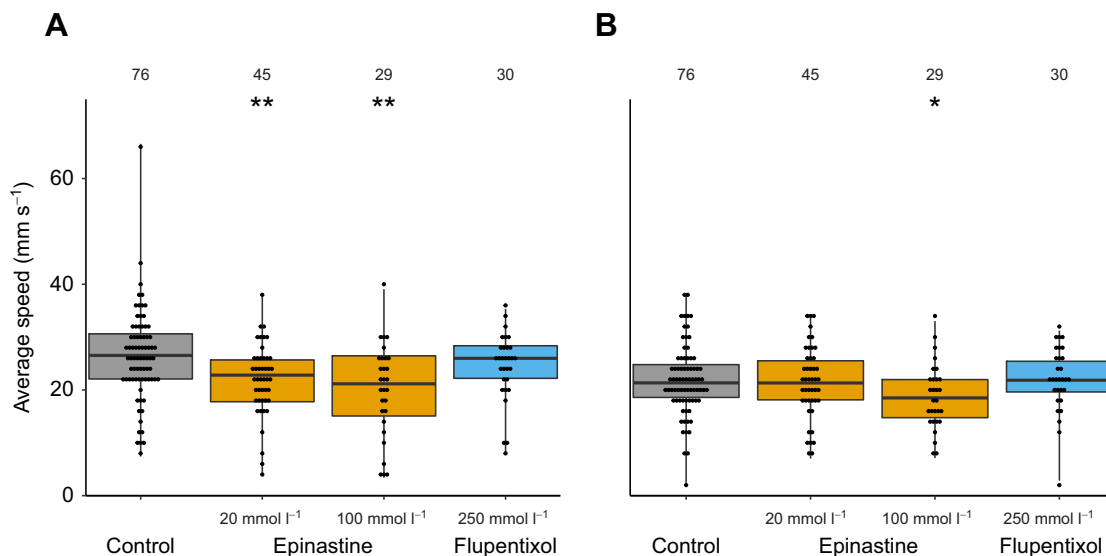 A B
76 45 29 30 76 45 29 30
** ** *
60
40
20
0
Average speed (mm s⁻¹)
20 mmol l⁻¹ 100 mmol l⁻¹ 250 mmol l⁻¹ 20 mmol l⁻¹ 100 mmol l⁻¹ 250 mmol l⁻¹
Control Epinastine Flupentixol Control Epinastine Flupentixol